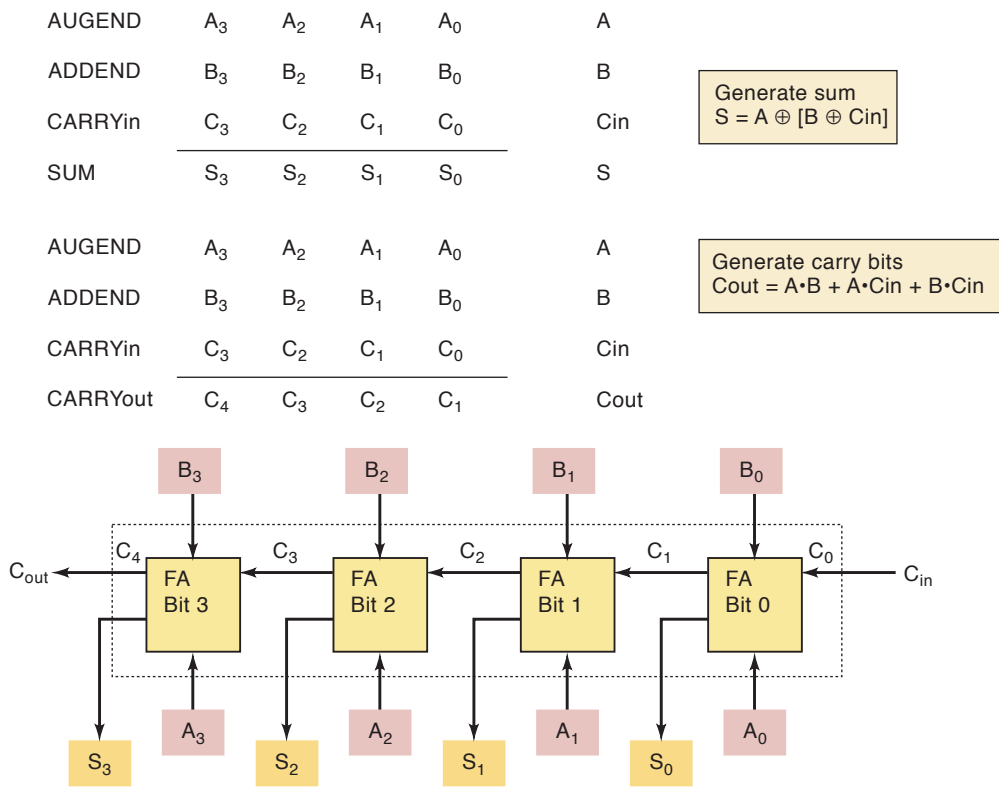 AUGEND A₃ A₂ A₁ A₀ A
ADDEND B₃ B₂ B₁ B₀ B
CARRYin C₃ C₂ C₁ C₀ Cin
SUM S₃ S₂ S₁ S₀ S
Generate sum
S = A ⊕ [B ⊕ Cin]
AUGEND A₃ A₂ A₁ A₀ A
ADDEND B₃ B₂ B₁ B₀ B
CARRYin C₃ C₂ C₁ C₀ Cin
CARRYout C₄ C₃ C₂ C₁ Cout
Generate carry bits
Cout = A•B + A•Cin + B•Cin
B₃ B₂ B₁ B₀
C₄ C₃ C₂ C₁ C₀
C_out C_in
FA FA FA FA
Bit 3 Bit 2 Bit 1 Bit 0
A₃ A₂ A₁ A₀
S₃ S₂ S₁ S₀